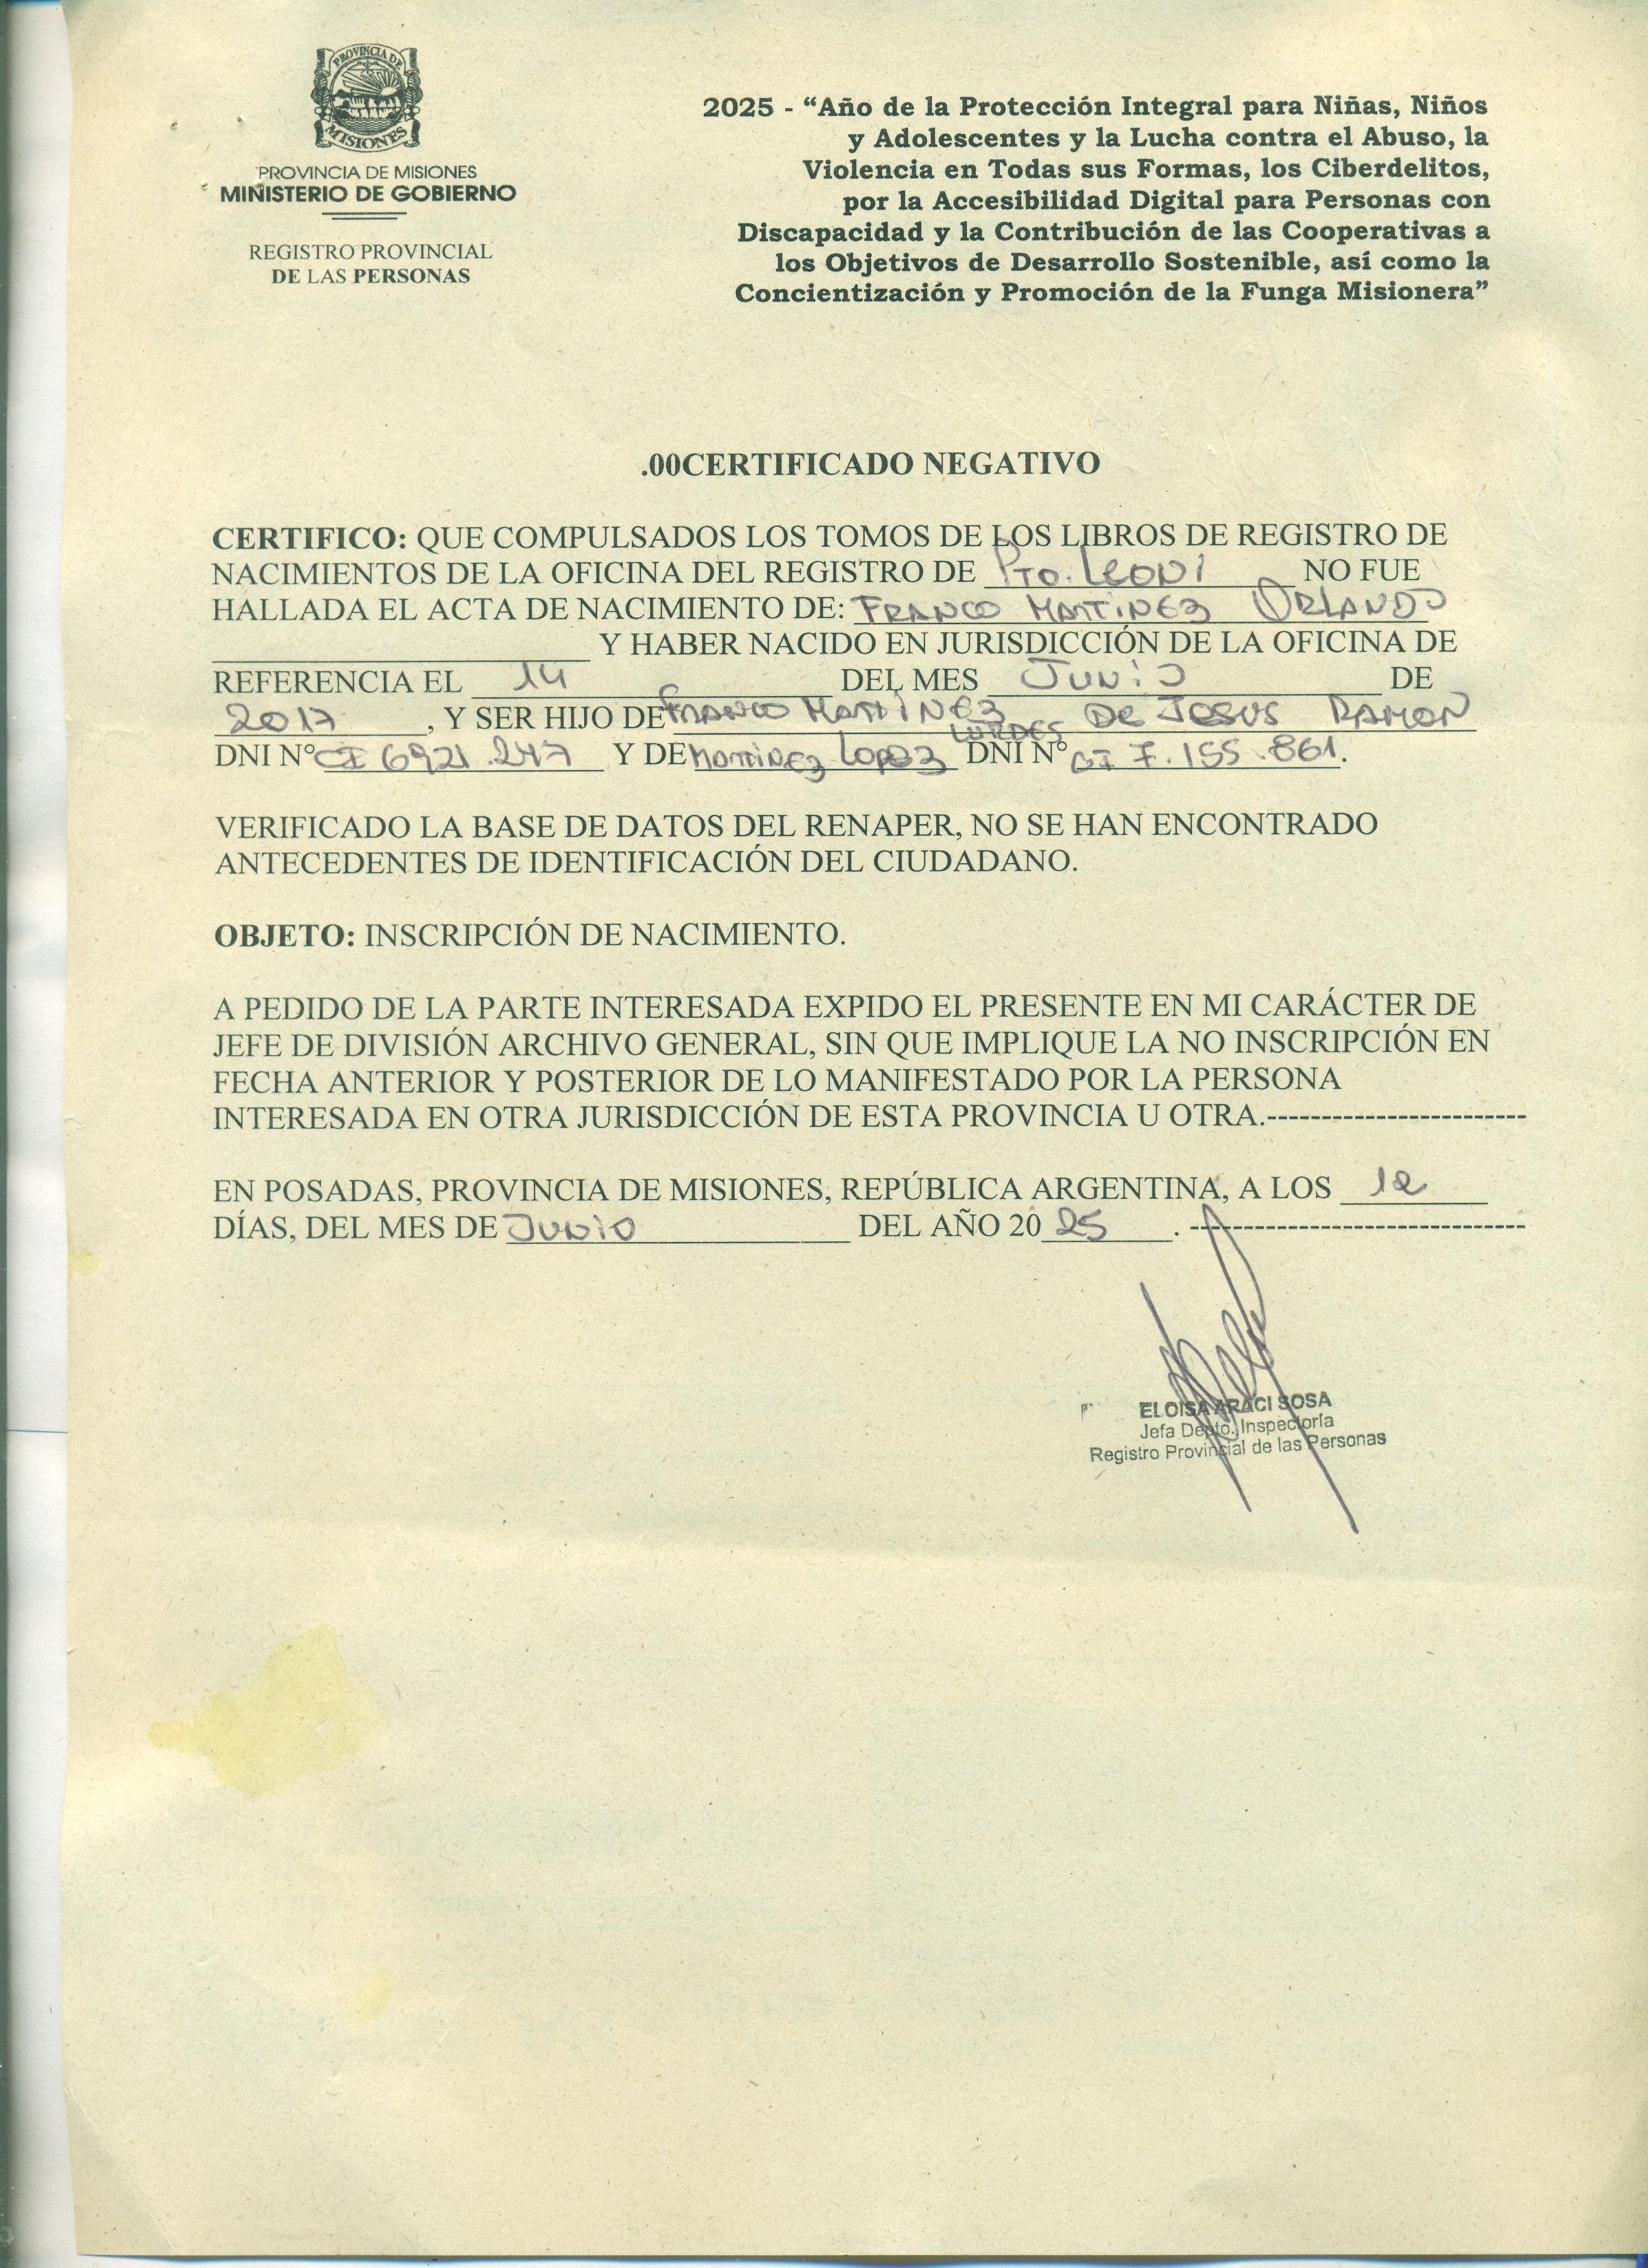 PROVINCIA DE
MISIONES
PROVINCIA DE MISIONES
MINISTERIO DE GOBIERNO
REGISTRO PROVINCIAL
DE LAS PERSONAS
2025 - “Año de la Protección Integral para Niñas, Niños
y Adolescentes y la Lucha contra el Abuso, la
Violencia en Todas sus Formas, los Ciberdelitos,
por la Accesibilidad Digital para Personas con
Discapacidad y la Contribución de las Cooperativas a
los Objetivos de Desarrollo Sostenible, así como la
Concientización y Promoción de la Funga Misionera”
.00CERTIFICADO NEGATIVO
CERTIFICO: QUE COMPULSADOS LOS TOMOS DE LOS LIBROS DE REGISTRO DE
NACIMIENTOS DE LA OFICINA DEL REGISTRO DE Pto. Leoni NO FUE
HALLADA EL ACTA DE NACIMIENTO DE: FRANCO MARTINEZ ORLANDO
Y HABER NACIDO EN JURISDICCIÓN DE LA OFICINA DE
REFERENCIA EL 14 DEL MES Junio DE
2017, Y SER HIJO DE FRANCO MARTINEZ DE JESUS RAMON
LURDES
DNI N° CI 6921.247 Y DE MARTINEZ LOPEZ DNI N° CI 7.155.861.
VERIFICADO LA BASE DE DATOS DEL RENAPER, NO SE HAN ENCONTRADO
ANTECEDENTES DE IDENTIFICACIÓN DEL CIUDADANO.
OBJETO: INSCRIPCIÓN DE NACIMIENTO.
A PEDIDO DE LA PARTE INTERESADA EXPIDO EL PRESENTE EN MI CARÁCTER DE
JEFE DE DIVISIÓN ARCHIVO GENERAL, SIN QUE IMPLIQUE LA NO INSCRIPCIÓN EN
FECHA ANTERIOR Y POSTERIOR DE LO MANIFESTADO POR LA PERSONA
INTERESADA EN OTRA JURISDICCIÓN DE ESTA PROVINCIA U OTRA.------------------------
EN POSADAS, PROVINCIA DE MISIONES, REPÚBLICA ARGENTINA, A LOS 12
DÍAS, DEL MES DE Junio DEL AÑO 2025. -------------------------------
ELOISA ARACI SOSA
Jefa Depto. Inspectoría
Registro Provincial de las Personas